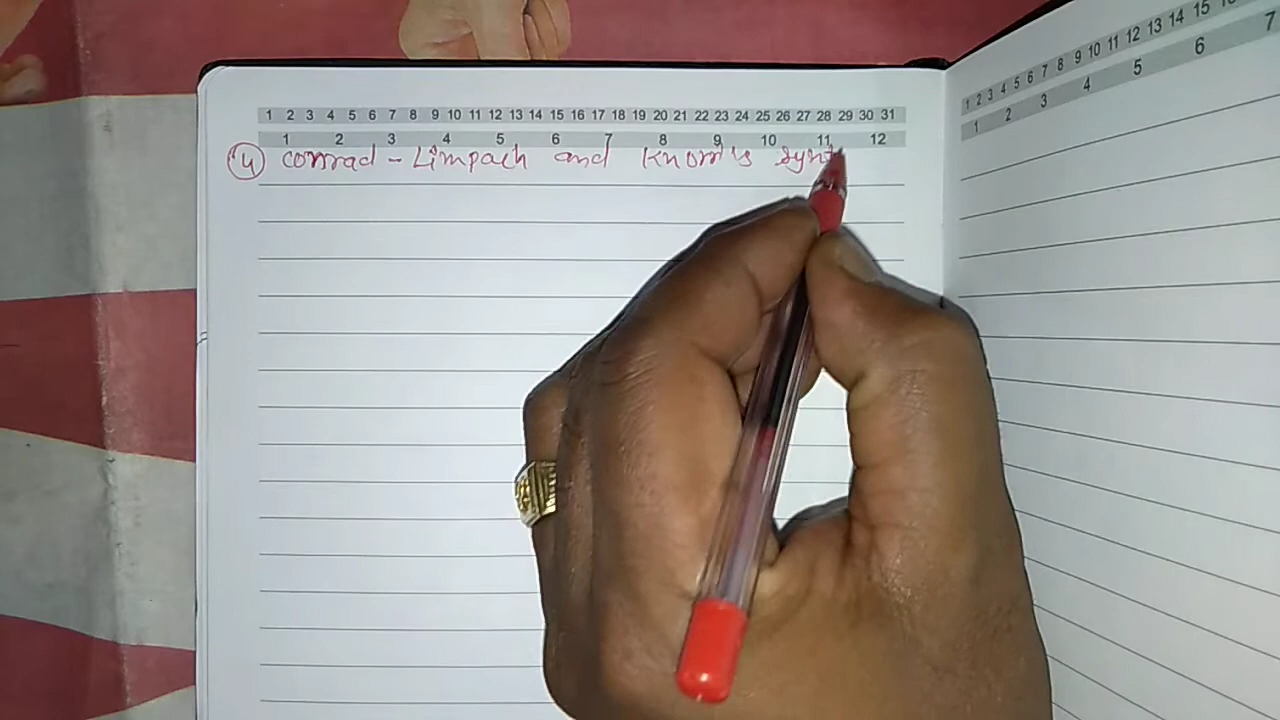 1 2 3 4 5 6 7 8 9 10 11 12 13 14 15 16 17 18 19 20 21 22 23 24 25 26 27 28 29 30 31
1 2 3 4 5 6 7 8 9 10 11 12
4 Conrad - Limpach and Knorr's Synt
1 2 3 4 5 6 7 8 9 10 11 12 13 14 15
1 2 3 4 5 6 7